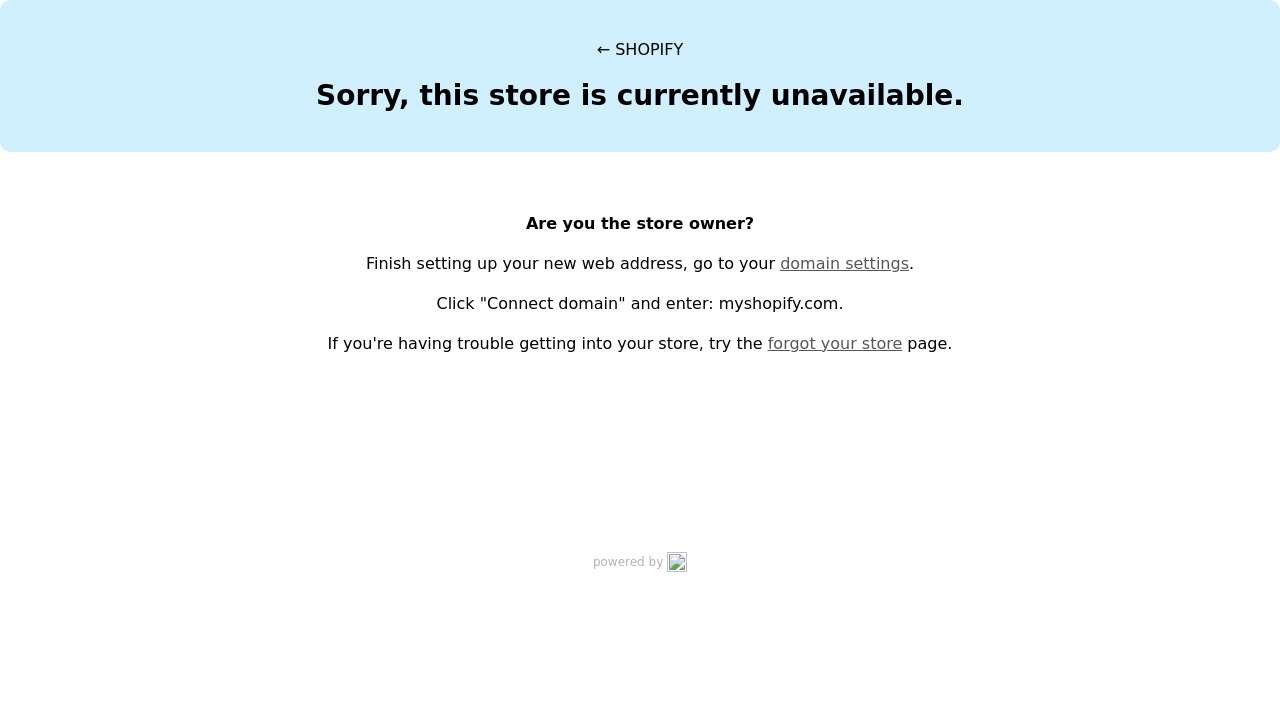 ← SHOPIFY
Sorry, this store is currently unavailable.
Are you the store owner?
Finish setting up your new web address, go to your domain settings.
Click "Connect domain" and enter: myshopify.com.
If you're having trouble getting into your store, try the forgot your store page.
powered by